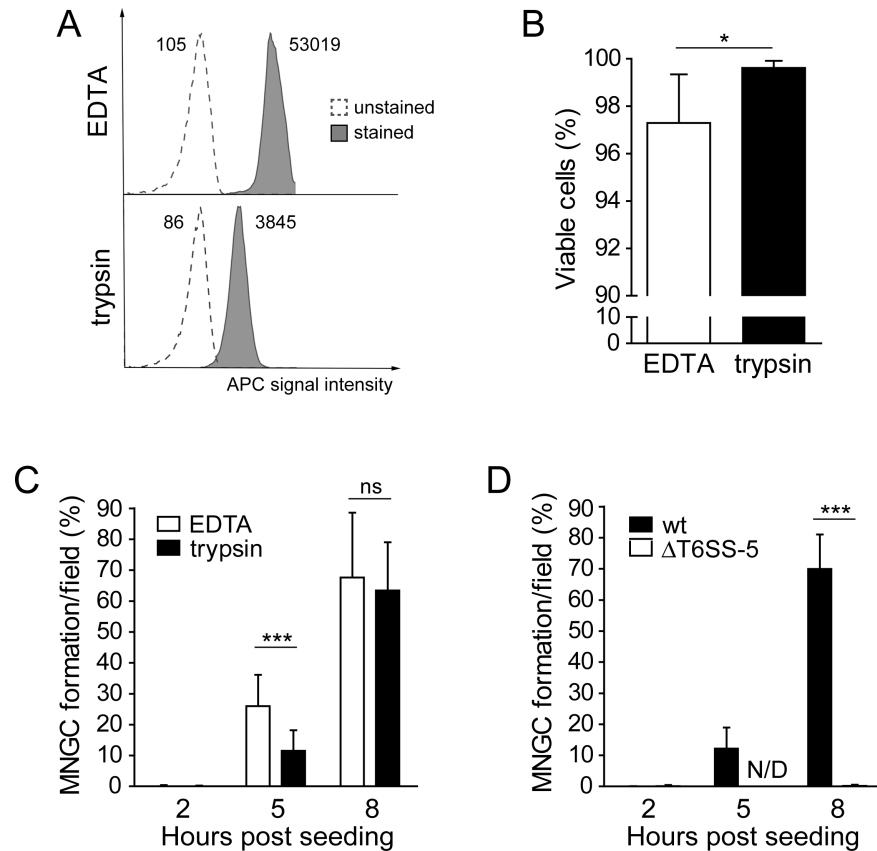 A
EDTA
105
53019
unstained
stained
trypsin
86
3845
APC signal intensity
B
*
Viable cells (%)
100
98
96
94
92
90
10
0
EDTA
trypsin
C
MNGC formation/field (%)
90
80
70
60
50
40
30
20
10
0
EDTA
trypsin
***
ns
2
5
8
Hours post seeding
D
MNGC formation/field (%)
90
80
70
60
50
40
30
20
10
0
wt
ΔT6SS-5
***
N/D
2
5
8
Hours post seeding